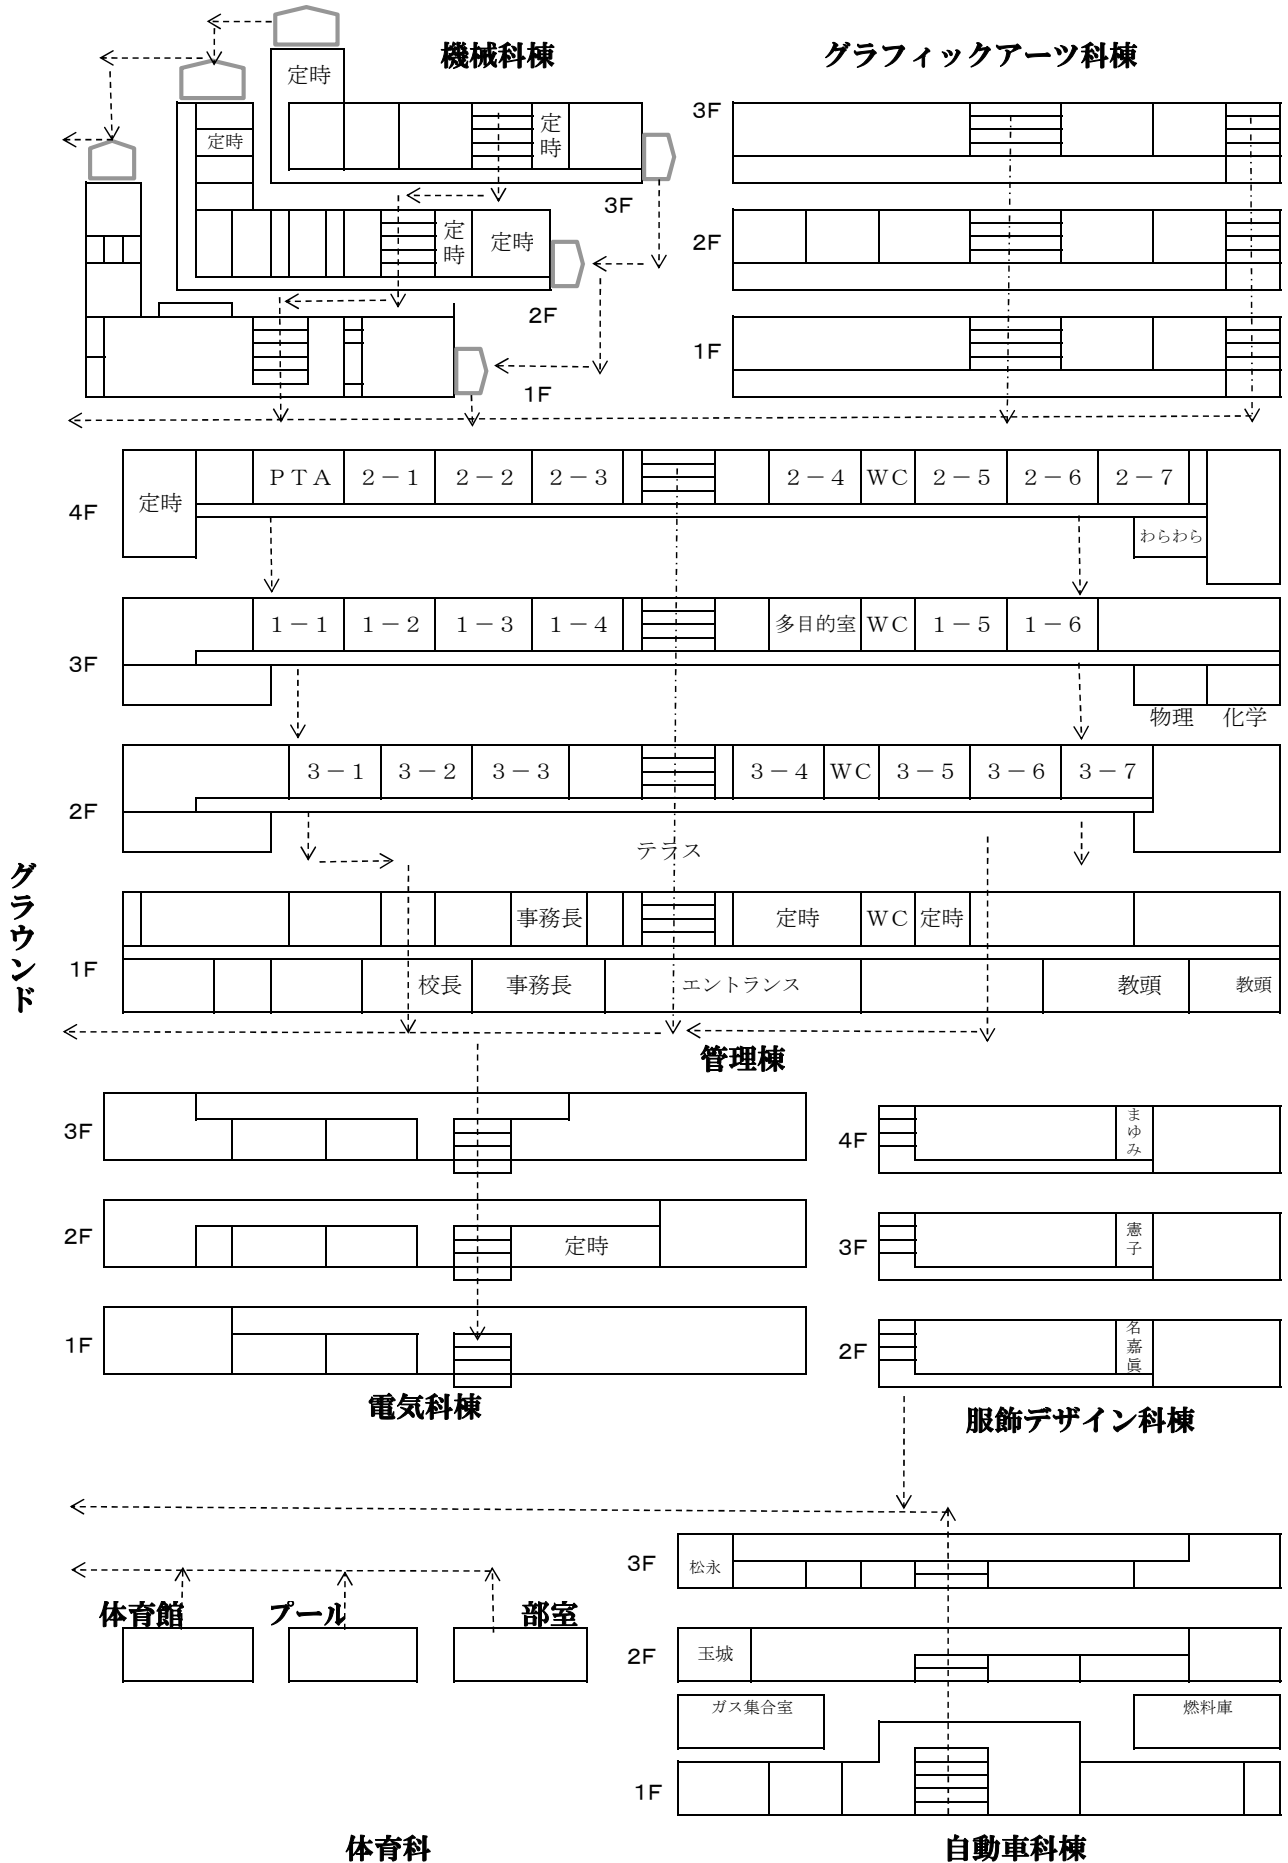 機械科棟
グラフィックアーツ科棟
定時
定時
定時
3F
定時
定時
2F
1F
3F
2F
1F
定時
4F
ＰＴＡ
２－１
２－２
２－３
２－４
ＷＣ
２－５
２－６
２－７
わらわら
3F
１－１
１－２
１－３
１－４
多目的室
ＷＣ
１－５
１－６
物理
化学
2F
３－１
３－２
３－３
３－４
ＷＣ
３－５
３－６
３－７
テラス
グラウンド
1F
事務長
定時
ＷＣ
定時
校長
事務長
エントランス
教頭
教頭
管理棟
3F
2F
定時
1F
電気科棟
4F
まゆみ
3F
憲子
2F
名嘉眞
服飾デザイン科棟
体育館
プール
部室
体育科
3F
松永
2F
玉城
ガス集合室
燃料庫
1F
自動車科棟